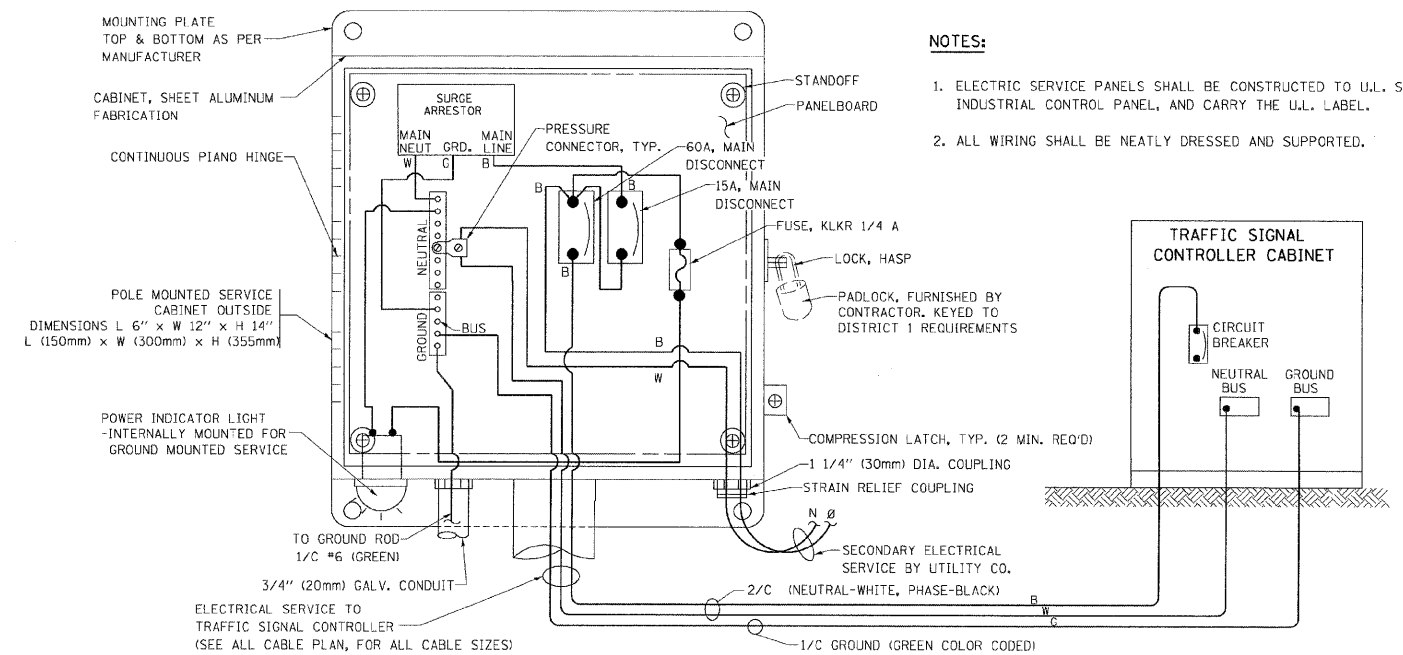 MOUNTING PLATE
TOP & BOTTOM AS PER
MANUFACTURER
CABINET, SHEET ALUMINUM
FABRICATION
CONTINUOUS PIANO HINGE
POLE MOUNTED SERVICE
CABINET OUTSIDE
DIMENSIONS L 6" x W 12" x H 14"
L (150mm) x W (300mm) x H (355mm)
POWER INDICATOR LIGHT
-INTERNALLY MOUNTED FOR
GROUND MOUNTED SERVICE
TO GROUND ROD
1/C #6 (GREEN)
3/4" (20mm) GALV. CONDUIT
ELECTRICAL SERVICE TO
TRAFFIC SIGNAL CONTROLLER
(SEE ALL CABLE PLAN, FOR ALL CABLE SIZES)
SURGE
ARRESTOR
MAIN
NEUT
GRD.
MAIN
LINE
W
G
B
NEUTRAL
GROUND
BUS
PRESSURE
CONNECTOR, TYP.
B
B
B
B
W
STANDOFF
PANELBOARD
60A, MAIN
DISCONNECT
15A, MAIN
DISCONNECT
FUSE, KLKR 1/4 A
LOCK, HASP
PADLOCK, FURNISHED BY
CONTRACTOR. KEYED TO
DISTRICT 1 REQUIREMENTS
COMPRESSION LATCH, TYP. (2 MIN. REQ'D)
1 1/4" (30mm) DIA. COUPLING
STRAIN RELIEF COUPLING
N Ø
SECONDARY ELECTRICAL
SERVICE BY UTILITY CO.
2/C (NEUTRAL-WHITE, PHASE-BLACK)
B
W
G
1/C GROUND (GREEN COLOR CODED)
NOTES:
1. ELECTRIC SERVICE PANELS SHALL BE CONSTRUCTED TO U.L. S
INDUSTRIAL CONTROL PANEL, AND CARRY THE U.L. LABEL.
2. ALL WIRING SHALL BE NEATLY DRESSED AND SUPPORTED.
TRAFFIC SIGNAL
CONTROLLER CABINET
CIRCUIT
BREAKER
NEUTRAL
BUS
GROUND
BUS